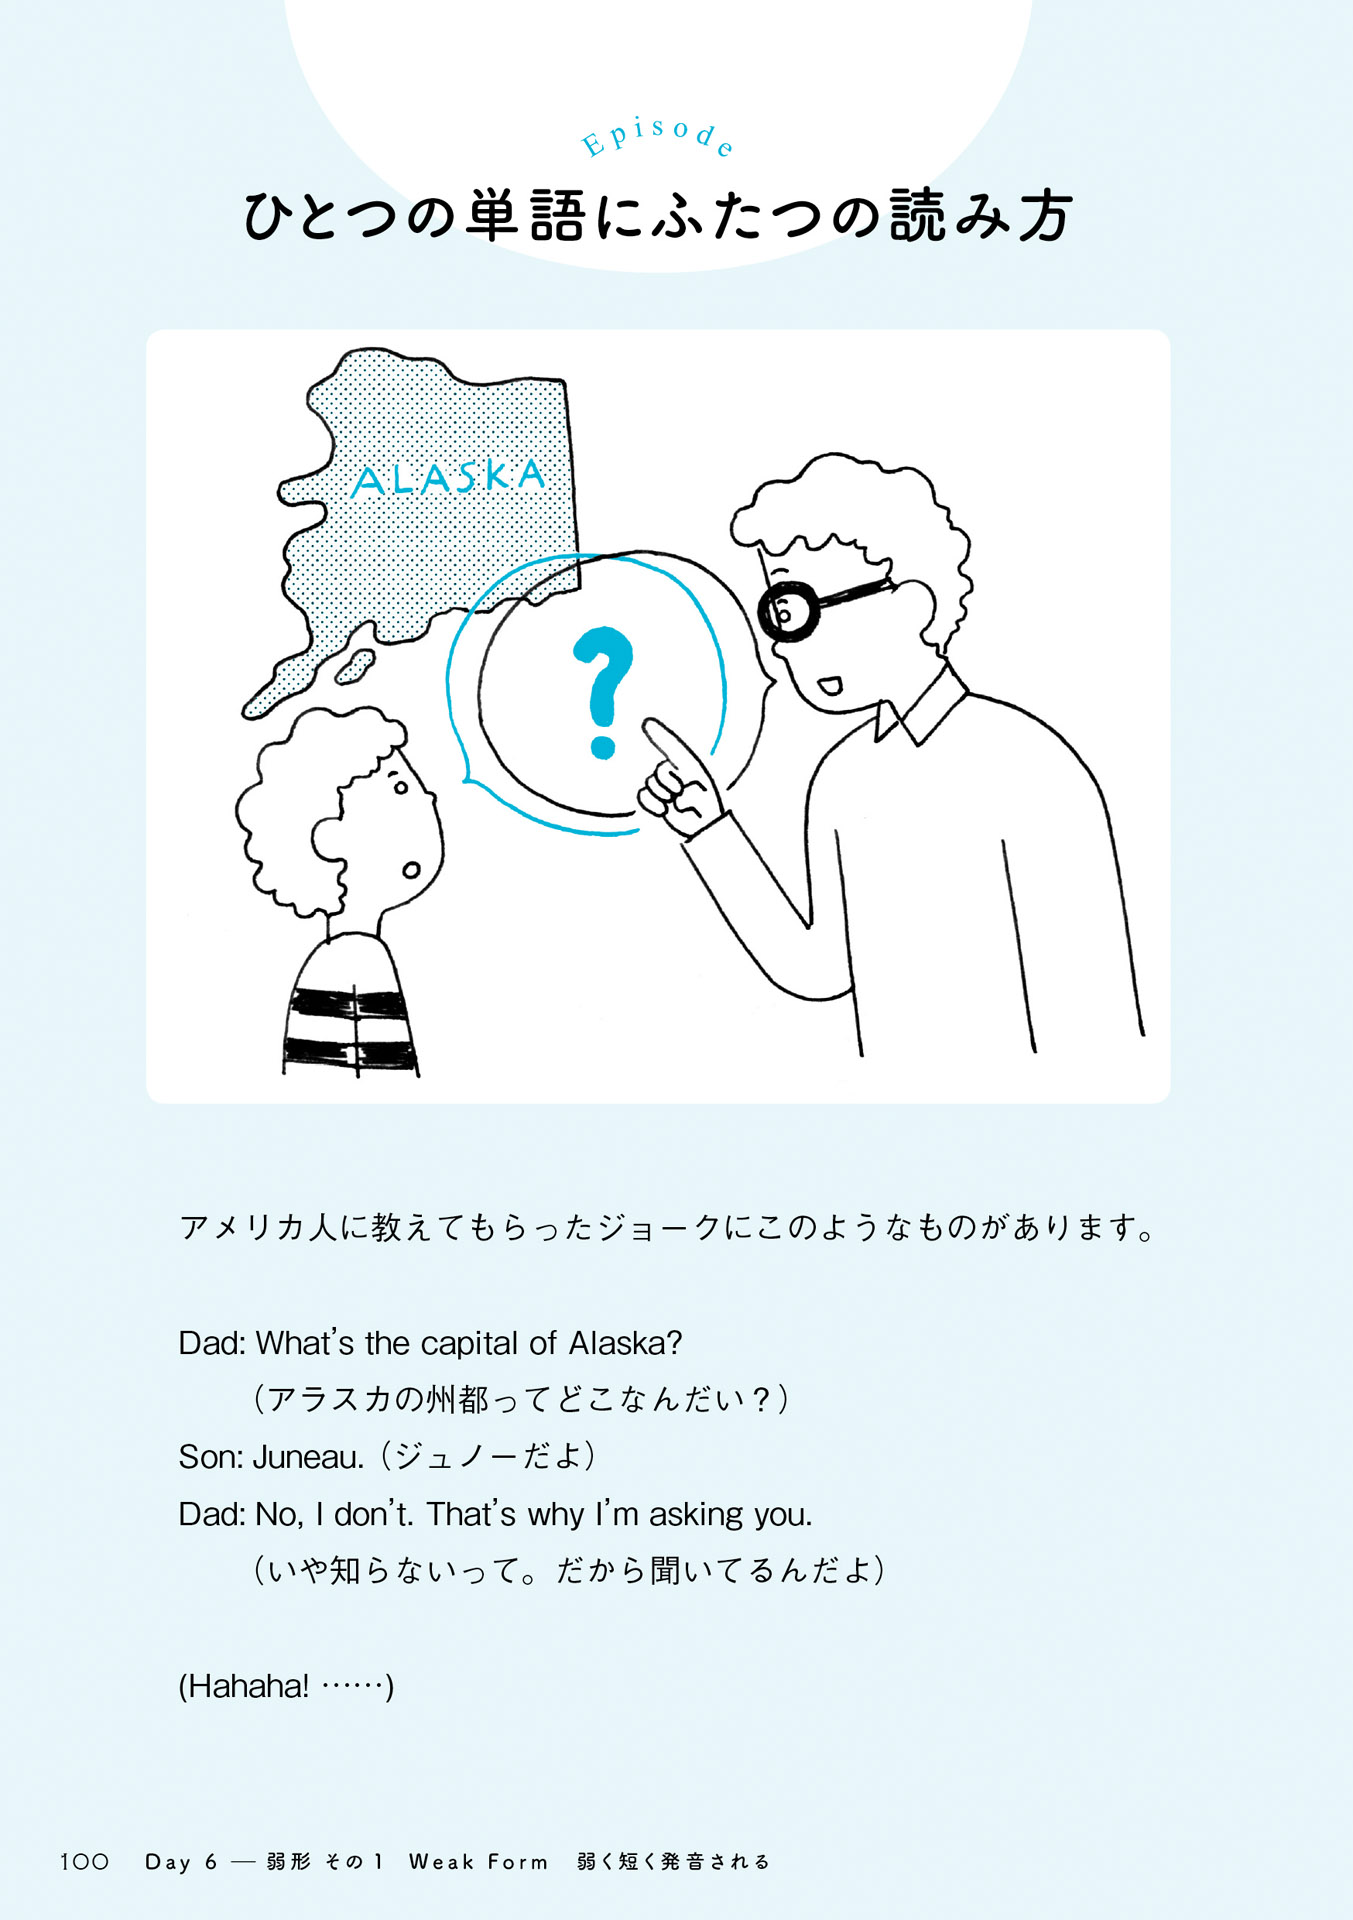 Episode
ひとつの単語にふたつの読み方
ALASKA
?
アメリカ人に教えてもらったジョークにこのようなものがあります。
Dad: What’s the capital of Alaska?
（アラスカの州都ってどこなんだい？）
Son: Juneau.（ジュノーだよ）
Dad: No, I don’t. That’s why I’m asking you.
（いや知らないって。だから聞いてるんだよ）
(Hahaha! ……)
100 Day 6 — 弱形 その1 Weak Form 弱く短く発音される